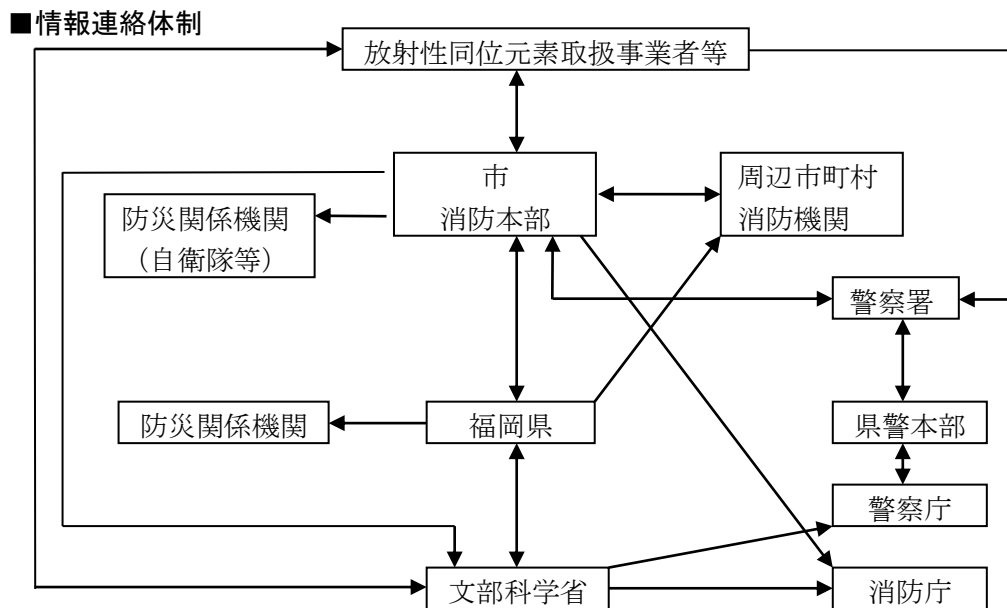 ■情報連絡体制
放射性同位元素取扱事業者等
市
消防本部
周辺市町村
消防機関
防災関係機関
（自衛隊等）
警察署
防災関係機関
福岡県
県警本部
警察庁
文部科学省
消防庁